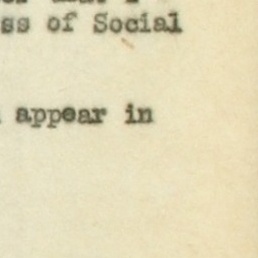 ss of Social
appear in